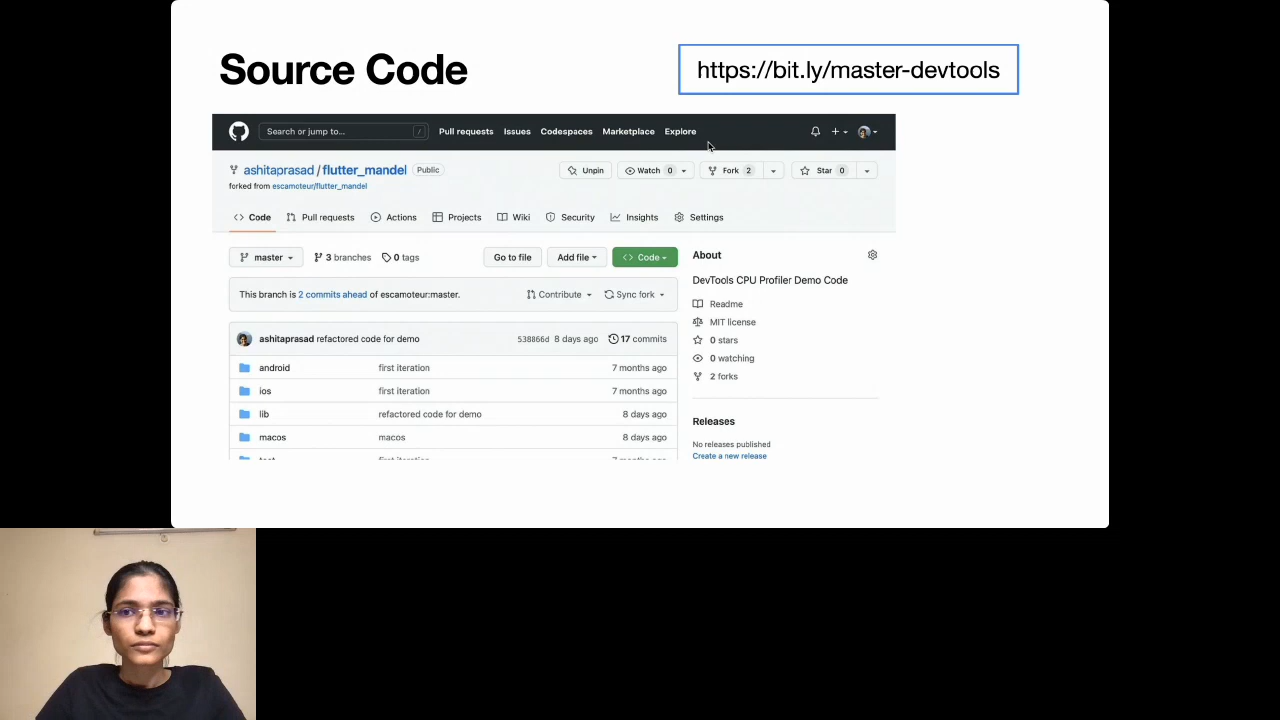 Source Code
https://bit.ly/master-devtools
Search or jump to... /
Pull requests Issues Codespaces Marketplace Explore
ashitaprasad / flutter_mandel Public
forked from escamoteur/flutter_mandel
Unpin Watch 0 Fork 2 Star 0
Code Pull requests Actions Projects Wiki Security Insights Settings
master 3 branches 0 tags Go to file Add file Code
This branch is 2 commits ahead of escamoteur:master. Contribute Sync fork
ashitaprasad refactored code for demo 538866d 8 days ago 17 commits
android first iteration 7 months ago
ios first iteration 7 months ago
lib refactored code for demo 8 days ago
macos macos 8 days ago
About
DevTools CPU Profiler Demo Code
Readme
MIT license
0 stars
0 watching
2 forks
Releases
No releases published
Create a new release